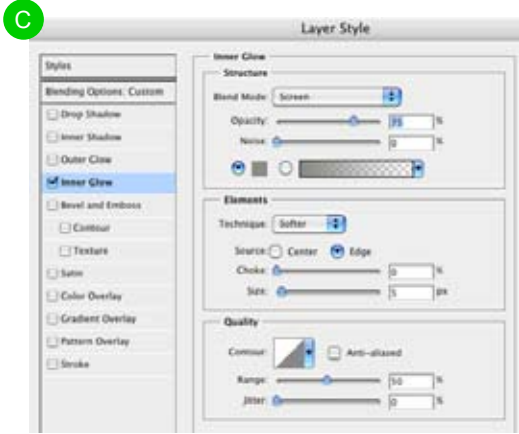 C
Layer Style
Styles
Blending Options: Custom
Drop Shadow
Inner Shadow
Outer Glow
Inner Glow
Bevel and Emboss
Contour
Texture
Satin
Color Overlay
Gradient Overlay
Pattern Overlay
Stroke
Inner Glow
Structure
Blend Mode: Screen
Opacity: 75 %
Noise: 0 %
Elements
Technique: Softer
Source: Center Edge
Choke: 0 %
Size: 5 px
Quality
Contour: Anti-aliased
Range: 50 %
Jitter: 0 %